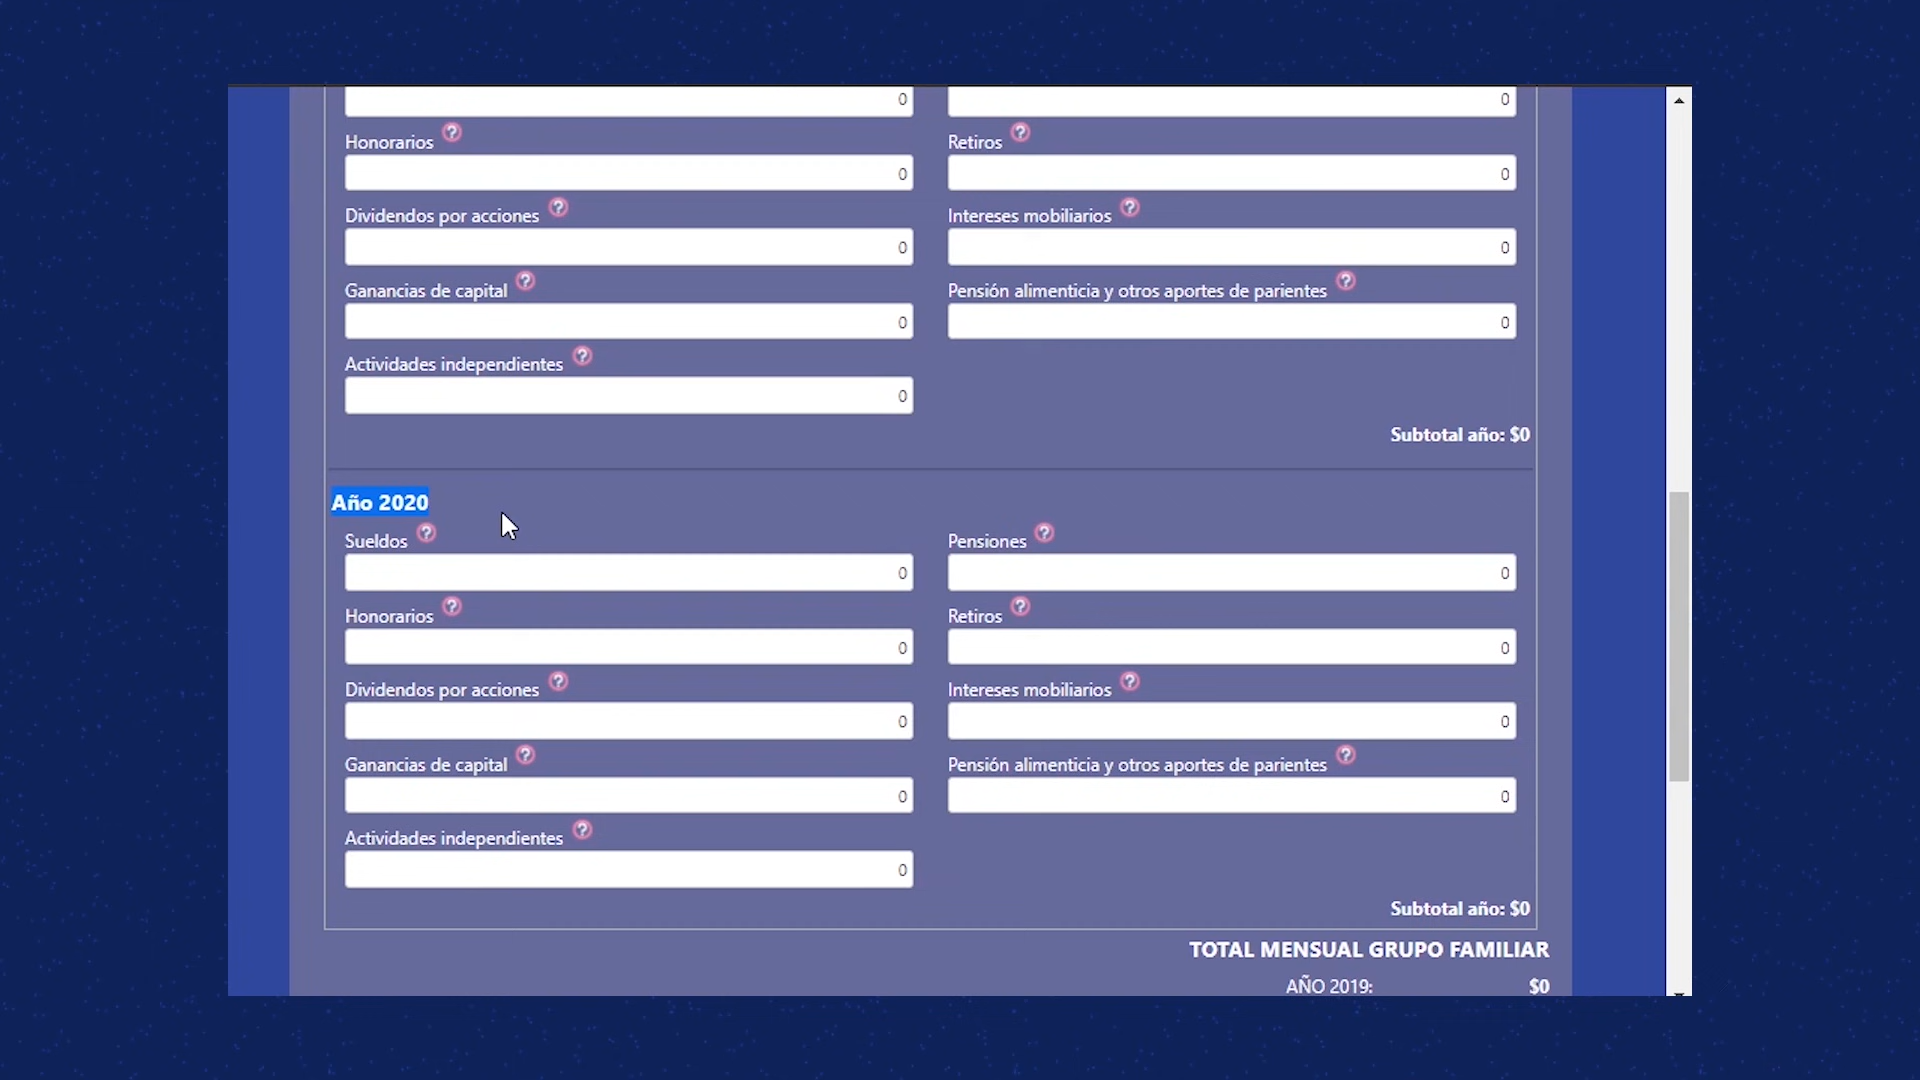 0 0
Honorarios ? Retiros ?
0 0
Dividendos por acciones ? Intereses mobiliarios ?
0 0
Ganancias de capital ? Pensión alimenticia y otros aportes de parientes ?
0 0
Actividades independientes ?
0
Subtotal año: $0
Año 2020
Sueldos ? Pensiones ?
0 0
Honorarios ? Retiros ?
0 0
Dividendos por acciones ? Intereses mobiliarios ?
0 0
Ganancias de capital ? Pensión alimenticia y otros aportes de parientes ?
0 0
Actividades independientes ?
0
Subtotal año: $0
TOTAL MENSUAL GRUPO FAMILIAR
AÑO 2019: $0